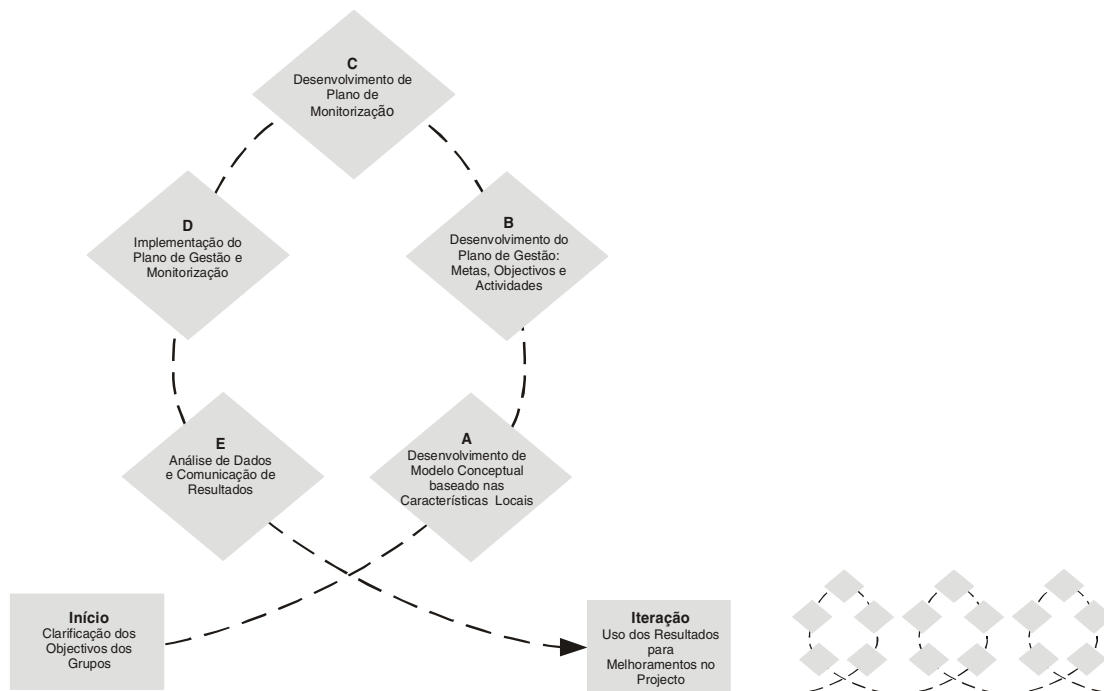 C
Desenvolvimento de
Plano de
Monitorização
D
Implementação do
Plano de Gestão e
Monitorização
B
Desenvolvimento do
Plano de Gestão:
Metas, Objectivos e
Actividades
E
Análise de Dados
e Comunicação de
Resultados
A
Desenvolvimento de
Modelo Conceptual
baseado nas
Características Locais
Início
Clarificação dos
Objectivos dos
Grupos
Iteração
Uso dos Resultados
para
Melhoramentos no
Projecto